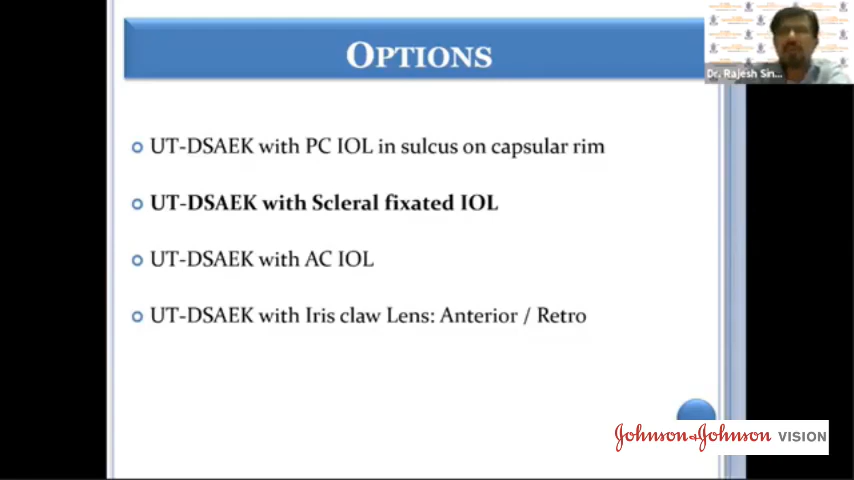 OPTIONS
Dr. Rajesh Sin...
UT-DSAEK with PC IOL in sulcus on capsular rim
UT-DSAEK with Scleral fixated IOL
UT-DSAEK with AC IOL
UT-DSAEK with Iris claw Lens: Anterior / Retro
Johnson & Johnson VISION